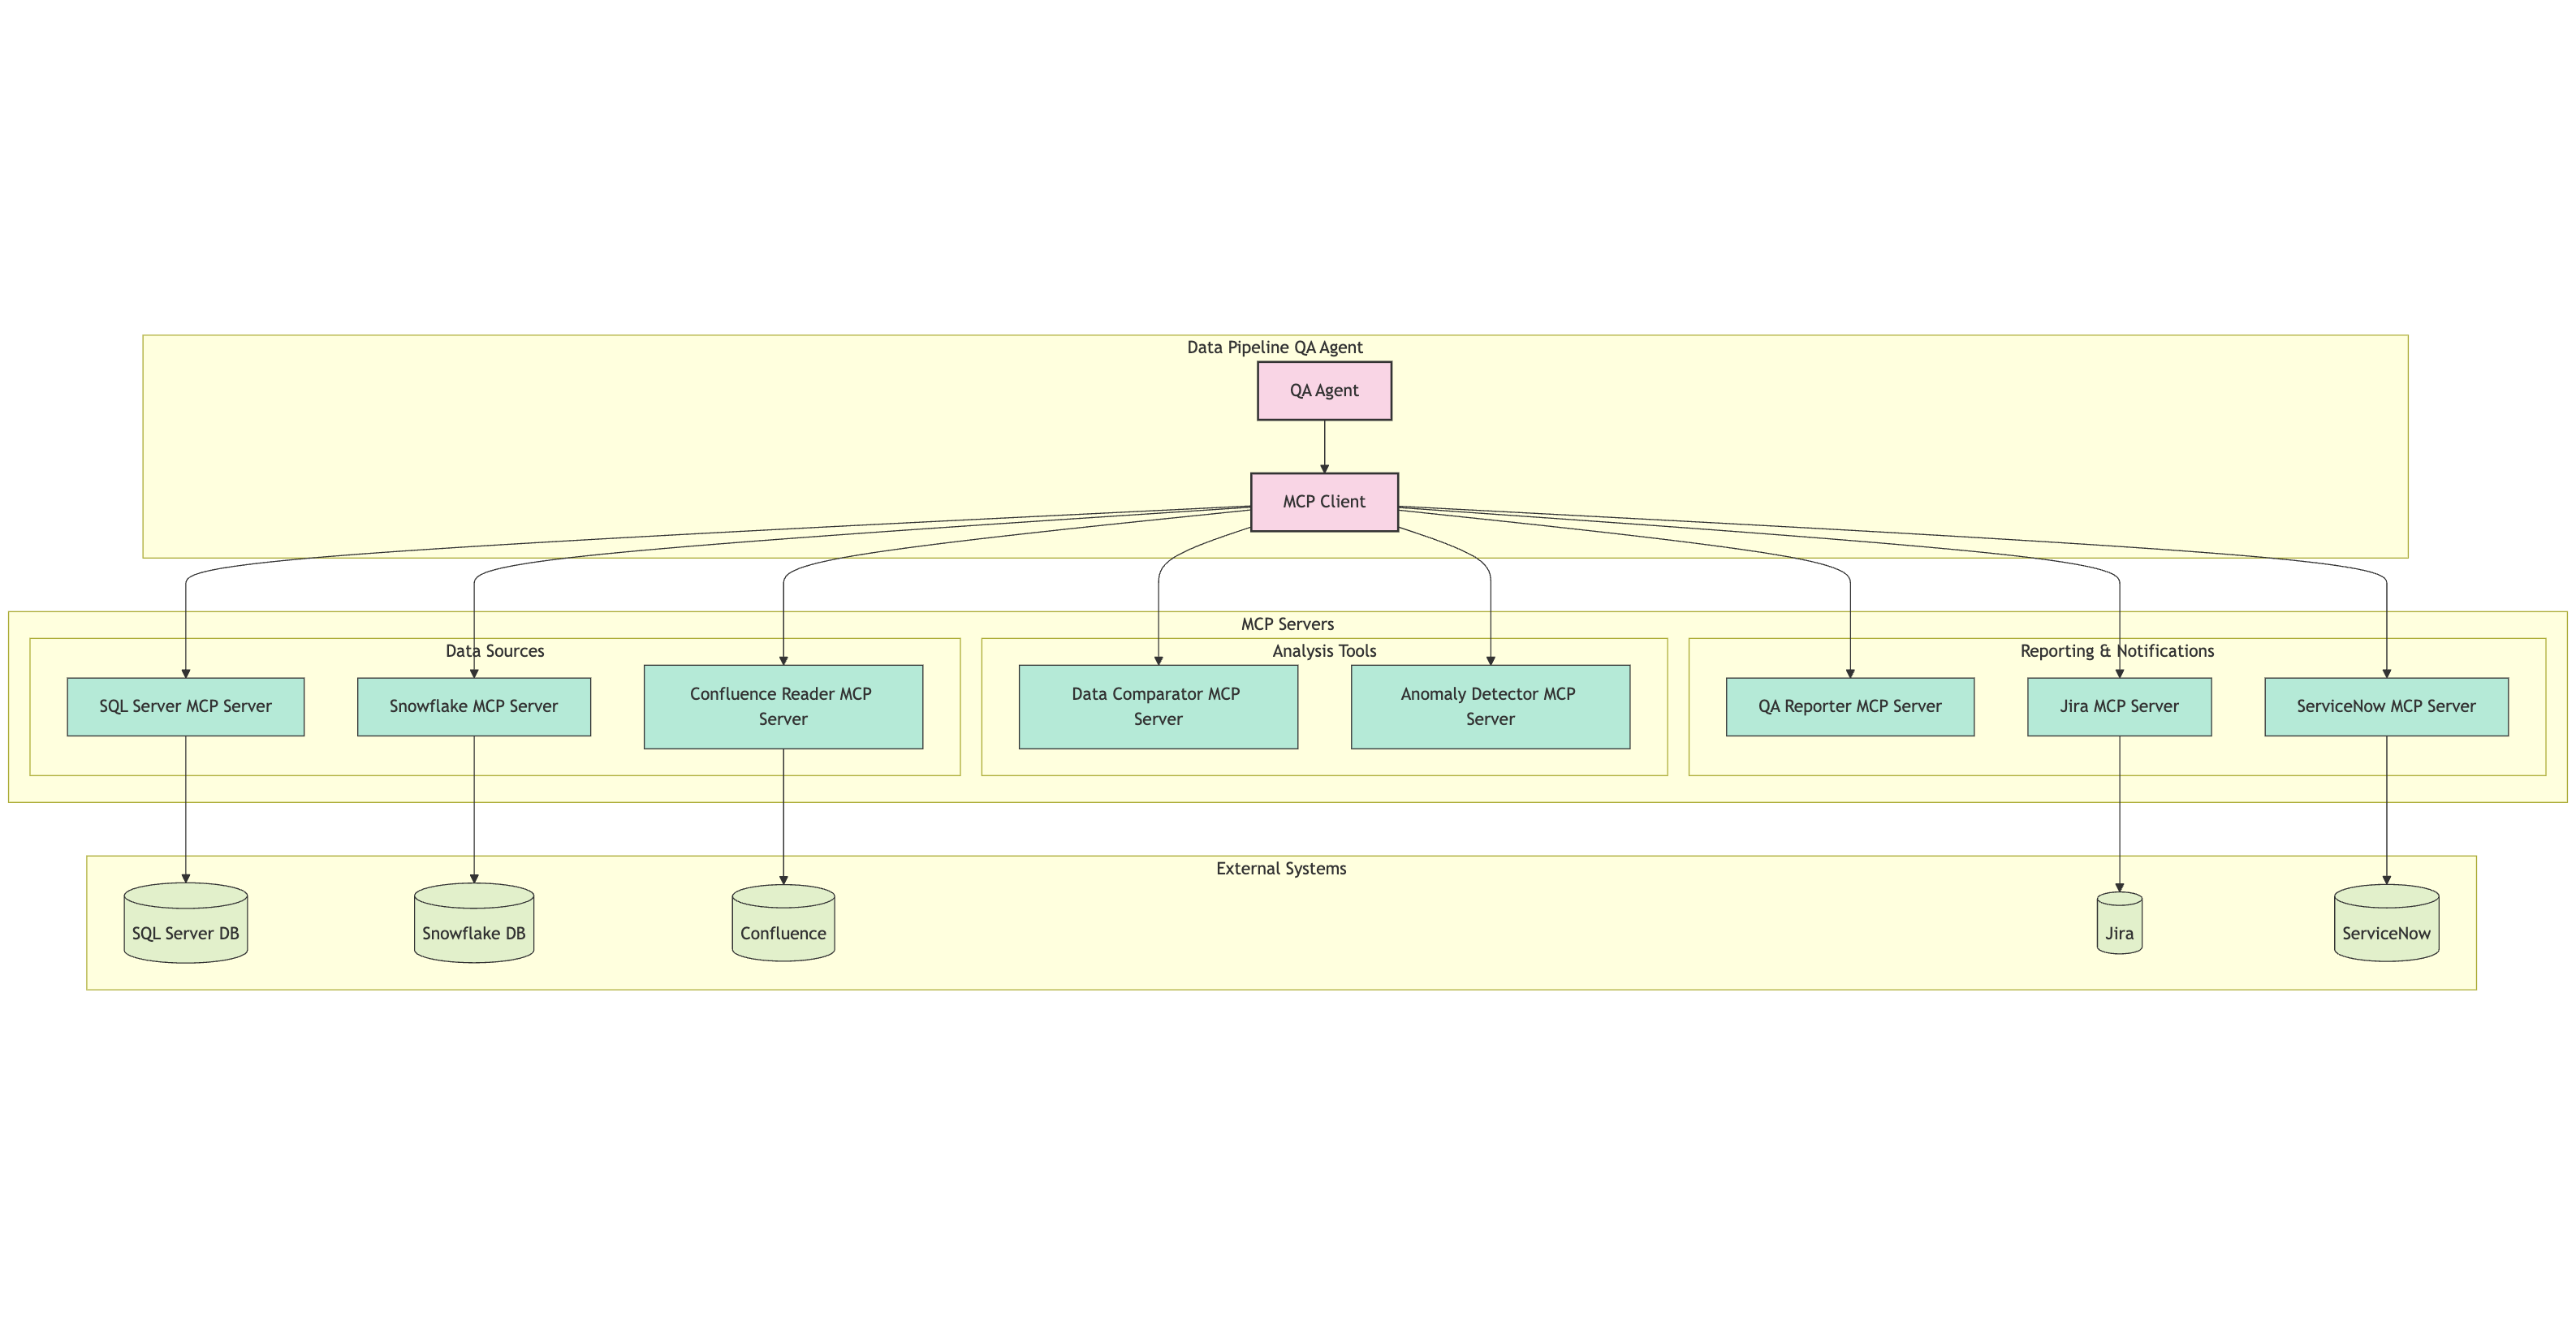 Data Pipeline QA Agent
QA Agent
MCP Client
MCP Servers
Data Sources
Analysis Tools
Reporting & Notifications
SQL Server MCP Server
Snowflake MCP Server
Confluence Reader MCP
Server
Data Comparator MCP
Server
Anomaly Detector MCP
Server
QA Reporter MCP Server
Jira MCP Server
ServiceNow MCP Server
External Systems
SQL Server DB
Snowflake DB
Confluence
Jira
ServiceNow